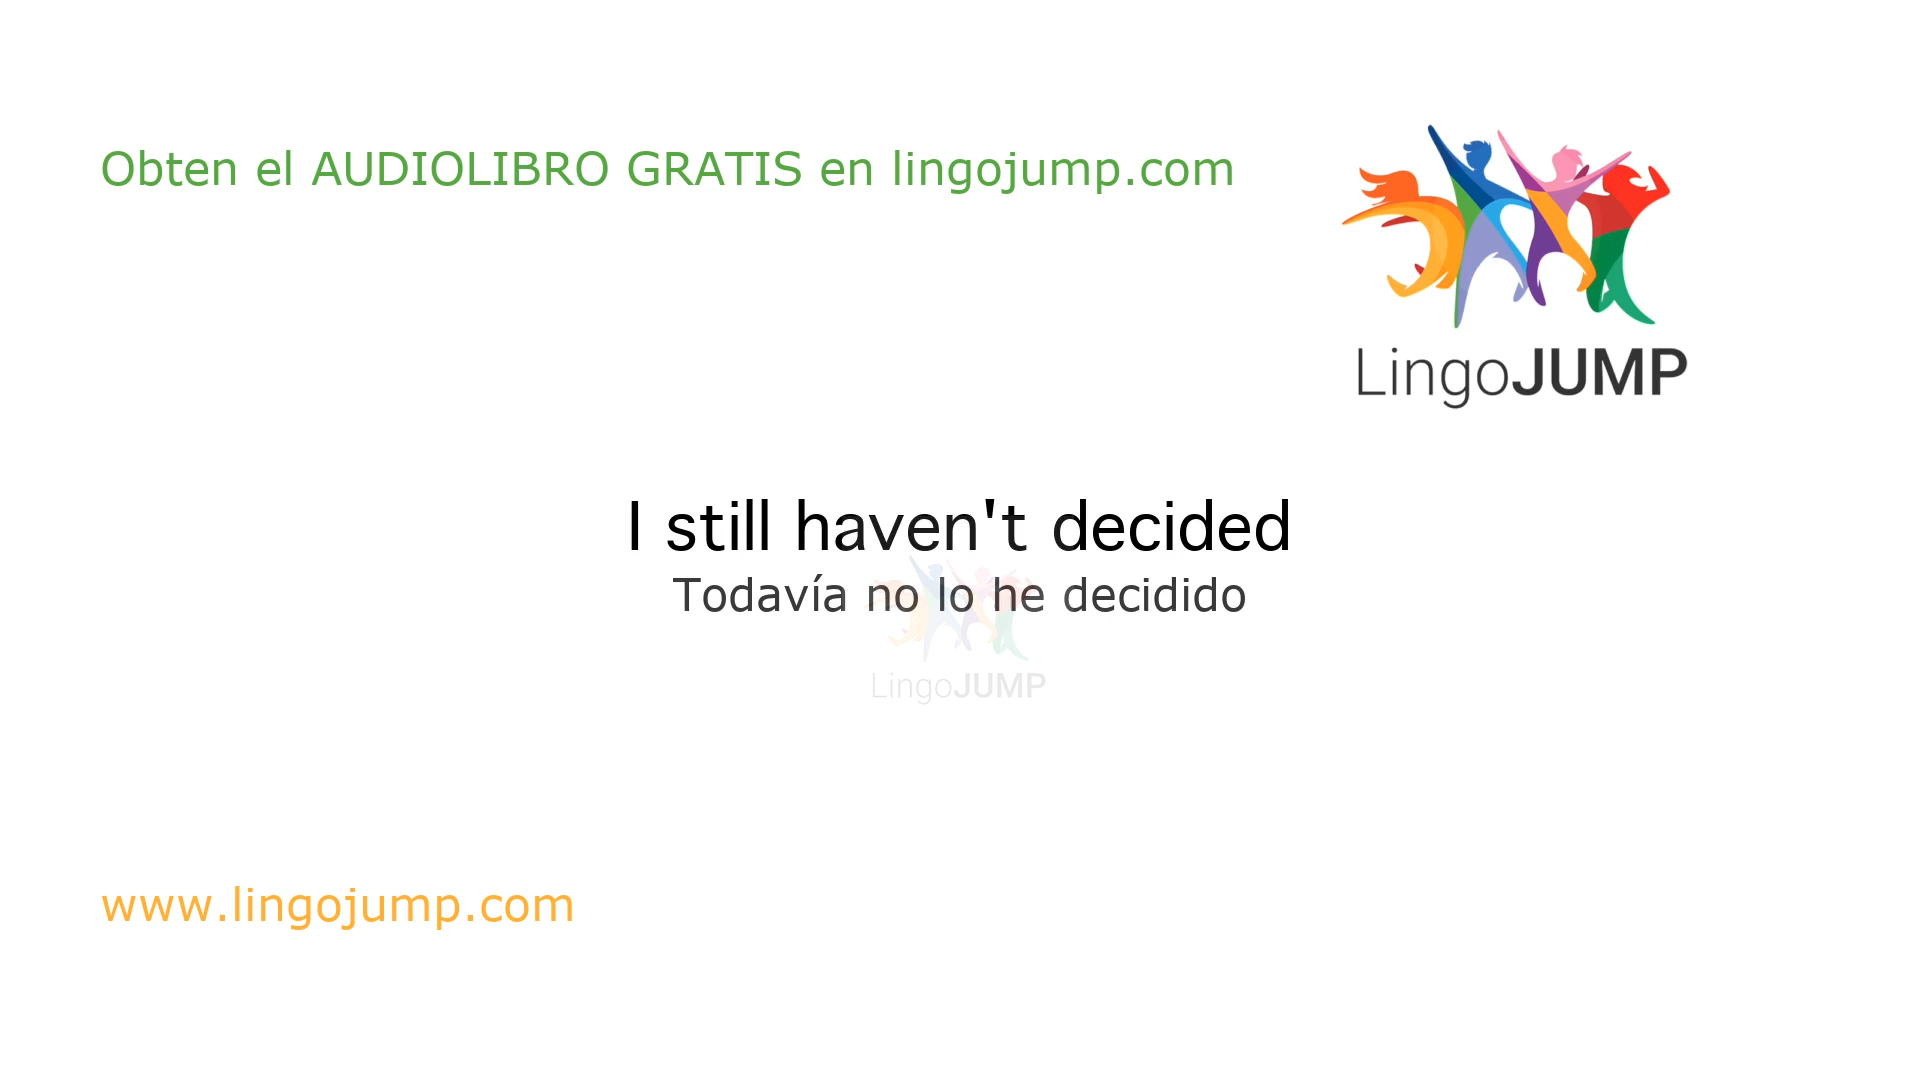 Obten el AUDIOLIBRO GRATIS en lingojump.com
LingoJUMP
I still haven't decided
Todavía no lo he decidido
LingoJUMP
www.lingojump.com